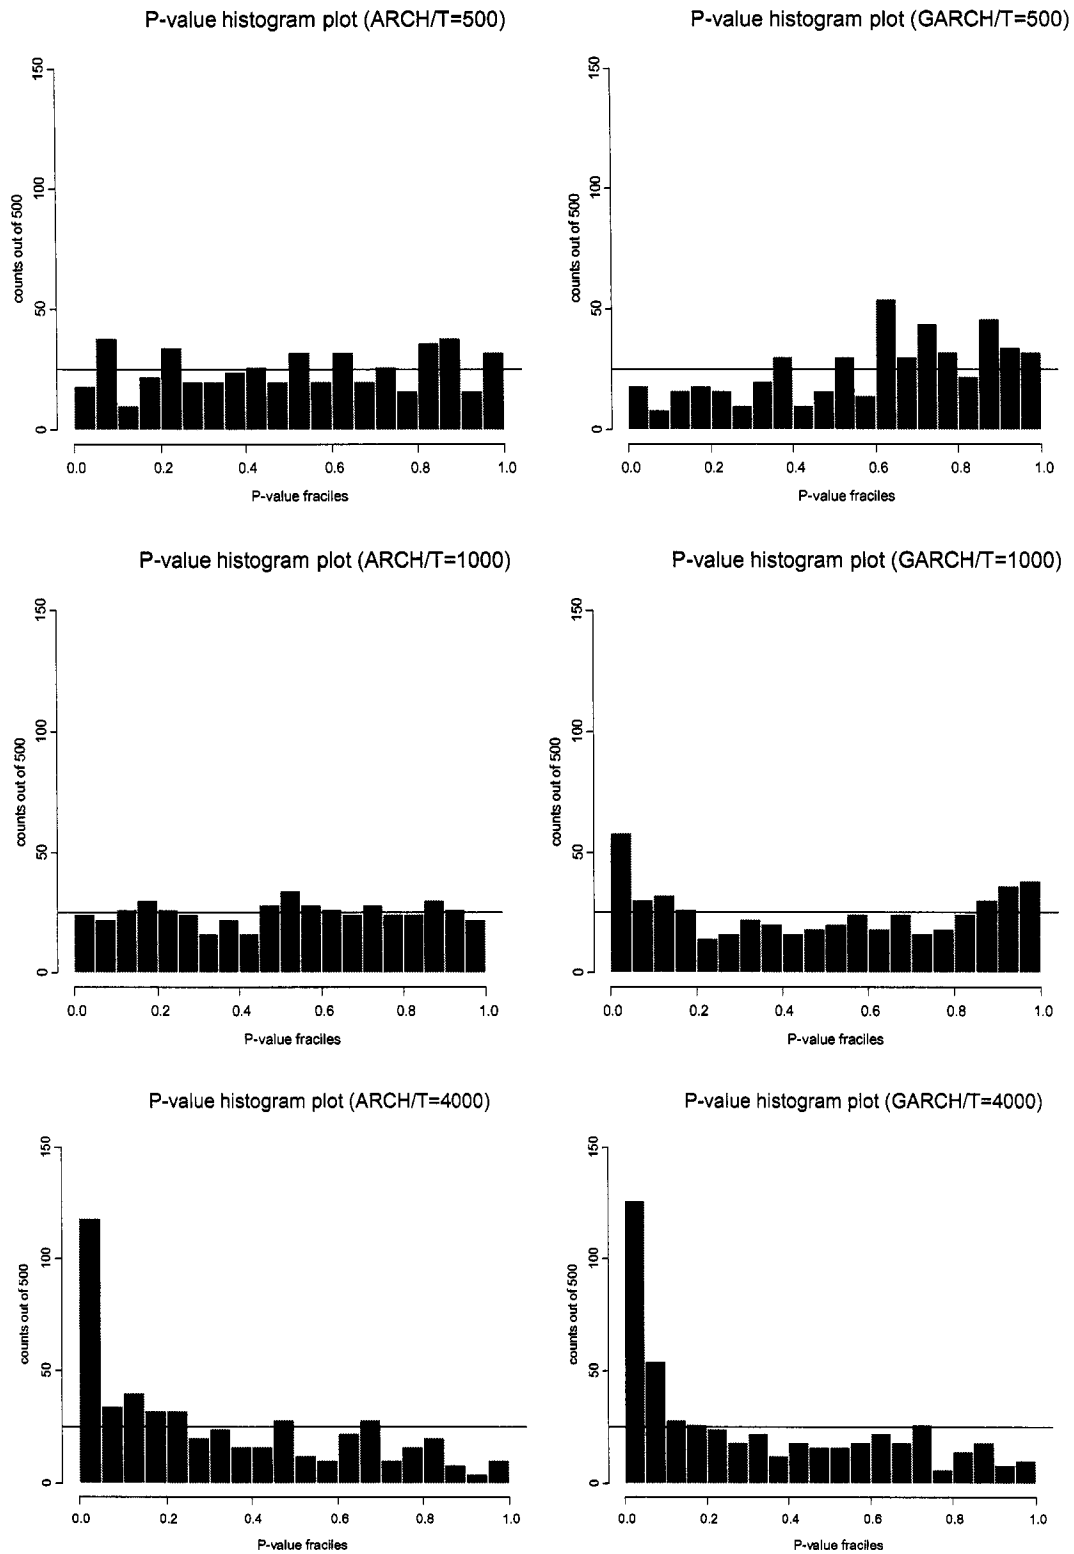 P-value histogram plot (ARCH/T=500)
counts out of 500
0 50 100 150
0.0 0.2 0.4 0.6 0.8 1.0
P-value fraciles
P-value histogram plot (GARCH/T=500)
counts out of 500
0 50 100 150
0.0 0.2 0.4 0.6 0.8 1.0
P-value fraciles
P-value histogram plot (ARCH/T=1000)
counts out of 500
0 50 100 150
0.0 0.2 0.4 0.6 0.8 1.0
P-value fraciles
P-value histogram plot (GARCH/T=1000)
counts out of 500
0 50 100 150
0.0 0.2 0.4 0.6 0.8 1.0
P-value fraciles
P-value histogram plot (ARCH/T=4000)
counts out of 500
0 50 100 150
0.0 0.2 0.4 0.6 0.8 1.0
P-value fraciles
P-value histogram plot (GARCH/T=4000)
counts out of 500
0 50 100 150
0.0 0.2 0.4 0.6 0.8 1.0
P-value fraciles